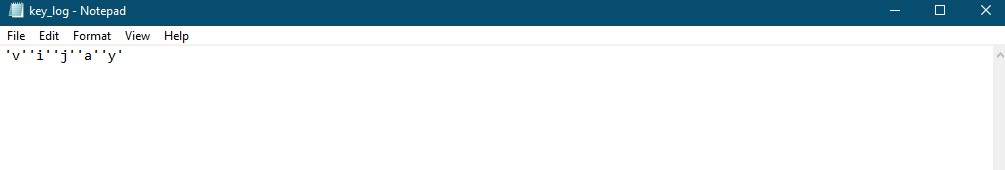 key_log - Notepad
File Edit Format View Help
'v''i''j''a''y'